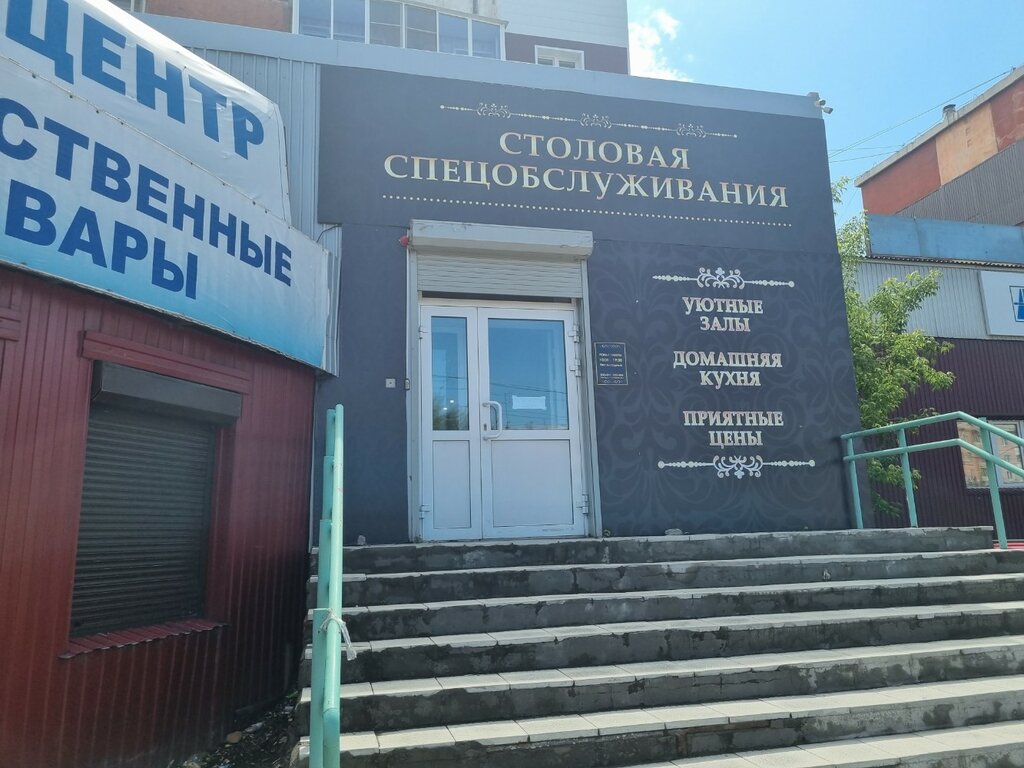 ЦЕНТР
СТВЕННЫЕ
ВАРЫ
СТОЛОВАЯ
СПЕЦОБСЛУЖИВАНИЯ
УЮТНЫЕ
ЗАЛЫ
ДОМАШНЯЯ
КУХНЯ
ПРИЯТНЫЕ
ЦЕНЫ